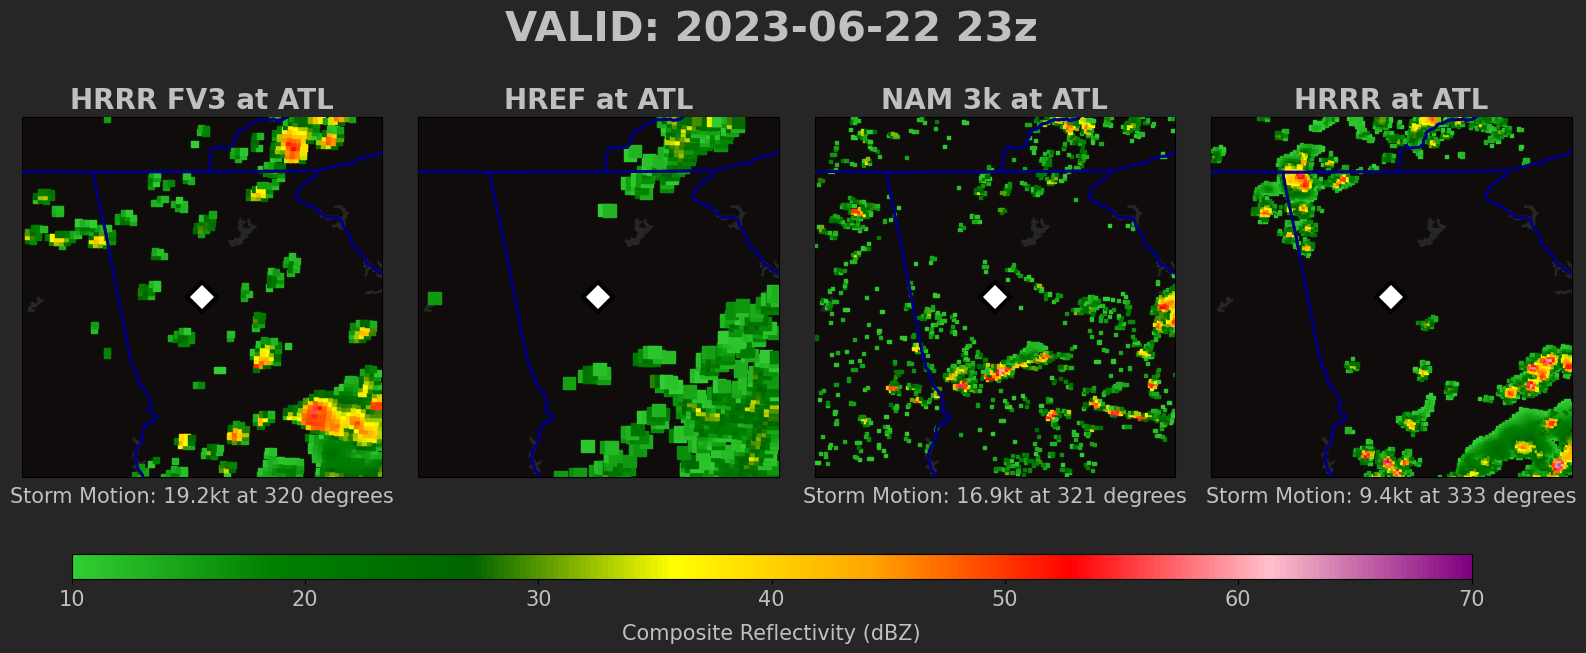 VALID: 2023-06-22 23z
HRRR FV3 at ATL
HREF at ATL
NAM 3k at ATL
HRRR at ATL
Storm Motion: 19.2kt at 320 degrees
Storm Motion: 16.9kt at 321 degrees
Storm Motion: 9.4kt at 333 degrees
10 20 30 40 50 60 70
Composite Reflectivity (dBZ)